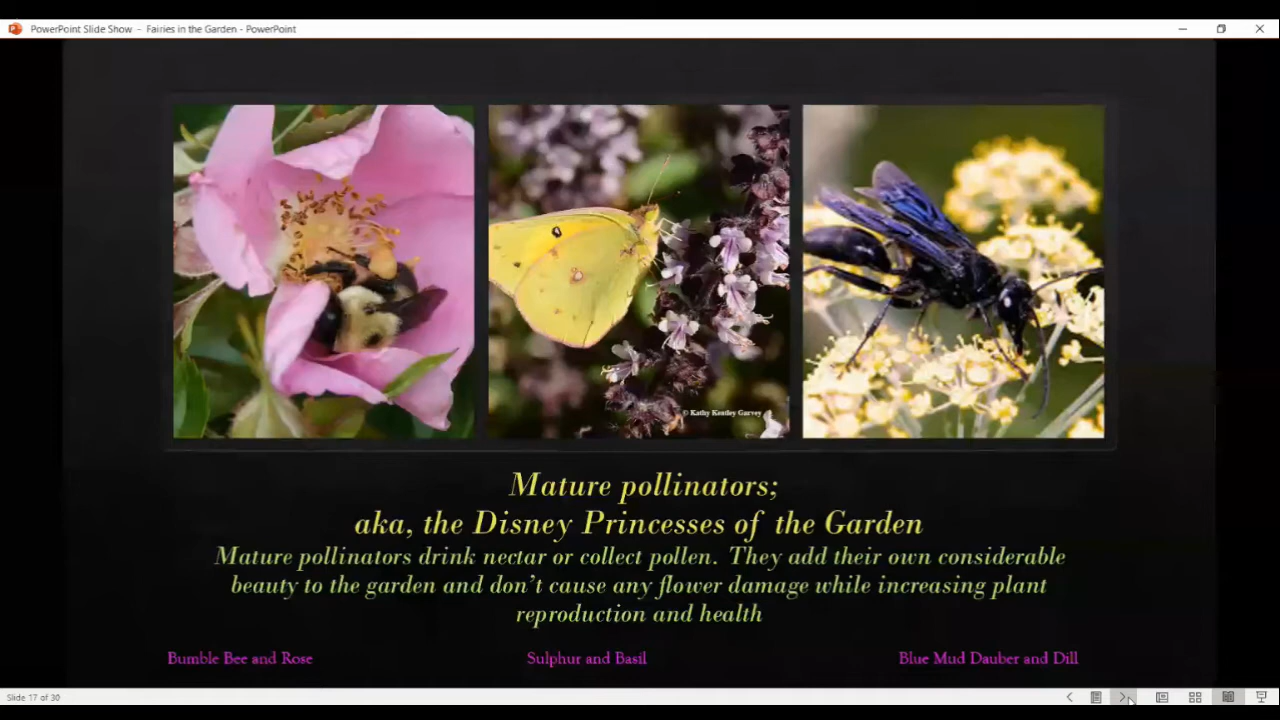 PowerPoint Slide Show - Fairies in the Garden - PowerPoint
© Kathy Keatley Garvey
Mature pollinators;
aka, the Disney Princesses of the Garden
Mature pollinators drink nectar or collect pollen. They add their own considerable
beauty to the garden and don't cause any flower damage while increasing plant
reproduction and health
Bumble Bee and Rose
Sulphur and Basil
Blue Mud Dauber and Dill
Slide 17 of 30